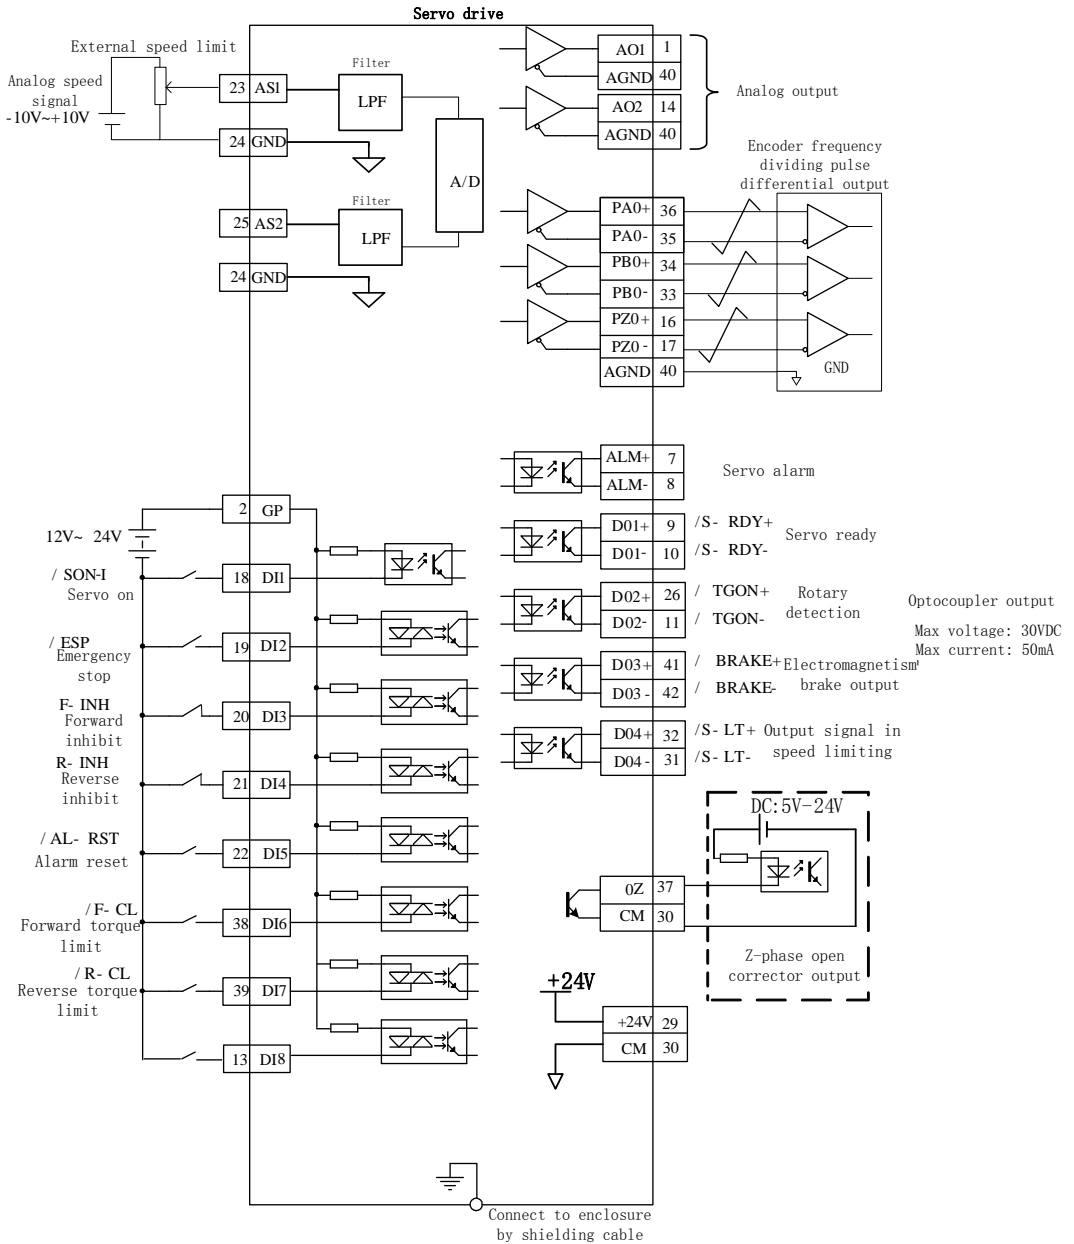 Servo drive
External speed limit
Analog speed
signal
-10V~+10V
23 AS1
Filter
LPF
24 GND
A/D
25 AS2
Filter
LPF
24 GND
AO1 1
AGND 40
AO2 14
AGND 40
Analog output
Encoder frequency
dividing pulse
differential output
PA0+ 36
PA0- 35
PB0+ 34
PB0- 33
PZ0+ 16
PZ0 - 17
AGND 40
GND
ALM+ 7
ALM- 8
Servo alarm
D01+ 9 /S- RDY+
D01- 10 /S- RDY-
Servo ready
D02+ 26 / TGON+
D02- 11 / TGON-
Rotary
detection
D03+ 41 / BRAKE+
D03 - 42 / BRAKE-
Electromagnetism'
brake output
D04+ 32 /S- LT+
D04 - 31 /S- LT-
Output signal in
speed limiting
Optocoupler output
Max voltage: 30VDC
Max current: 50mA
2 GP
12V~ 24V
/ SON-I
Servo on
18 DI1
/ ESP
Emergency
stop
19 DI2
F- INH
Forward
inhibit
20 DI3
R- INH
Reverse
inhibit
21 DI4
/ AL- RST
Alarm reset
22 DI5
/ F- CL
Forward torque
limit
38 DI6
/ R- CL
Reverse torque
limit
39 DI7
13 DI8
DC:5V-24V
0Z 37
CM 30
Z-phase open
corrector output
+24V
+24V 29
CM 30
Connect to enclosure
by shielding cable